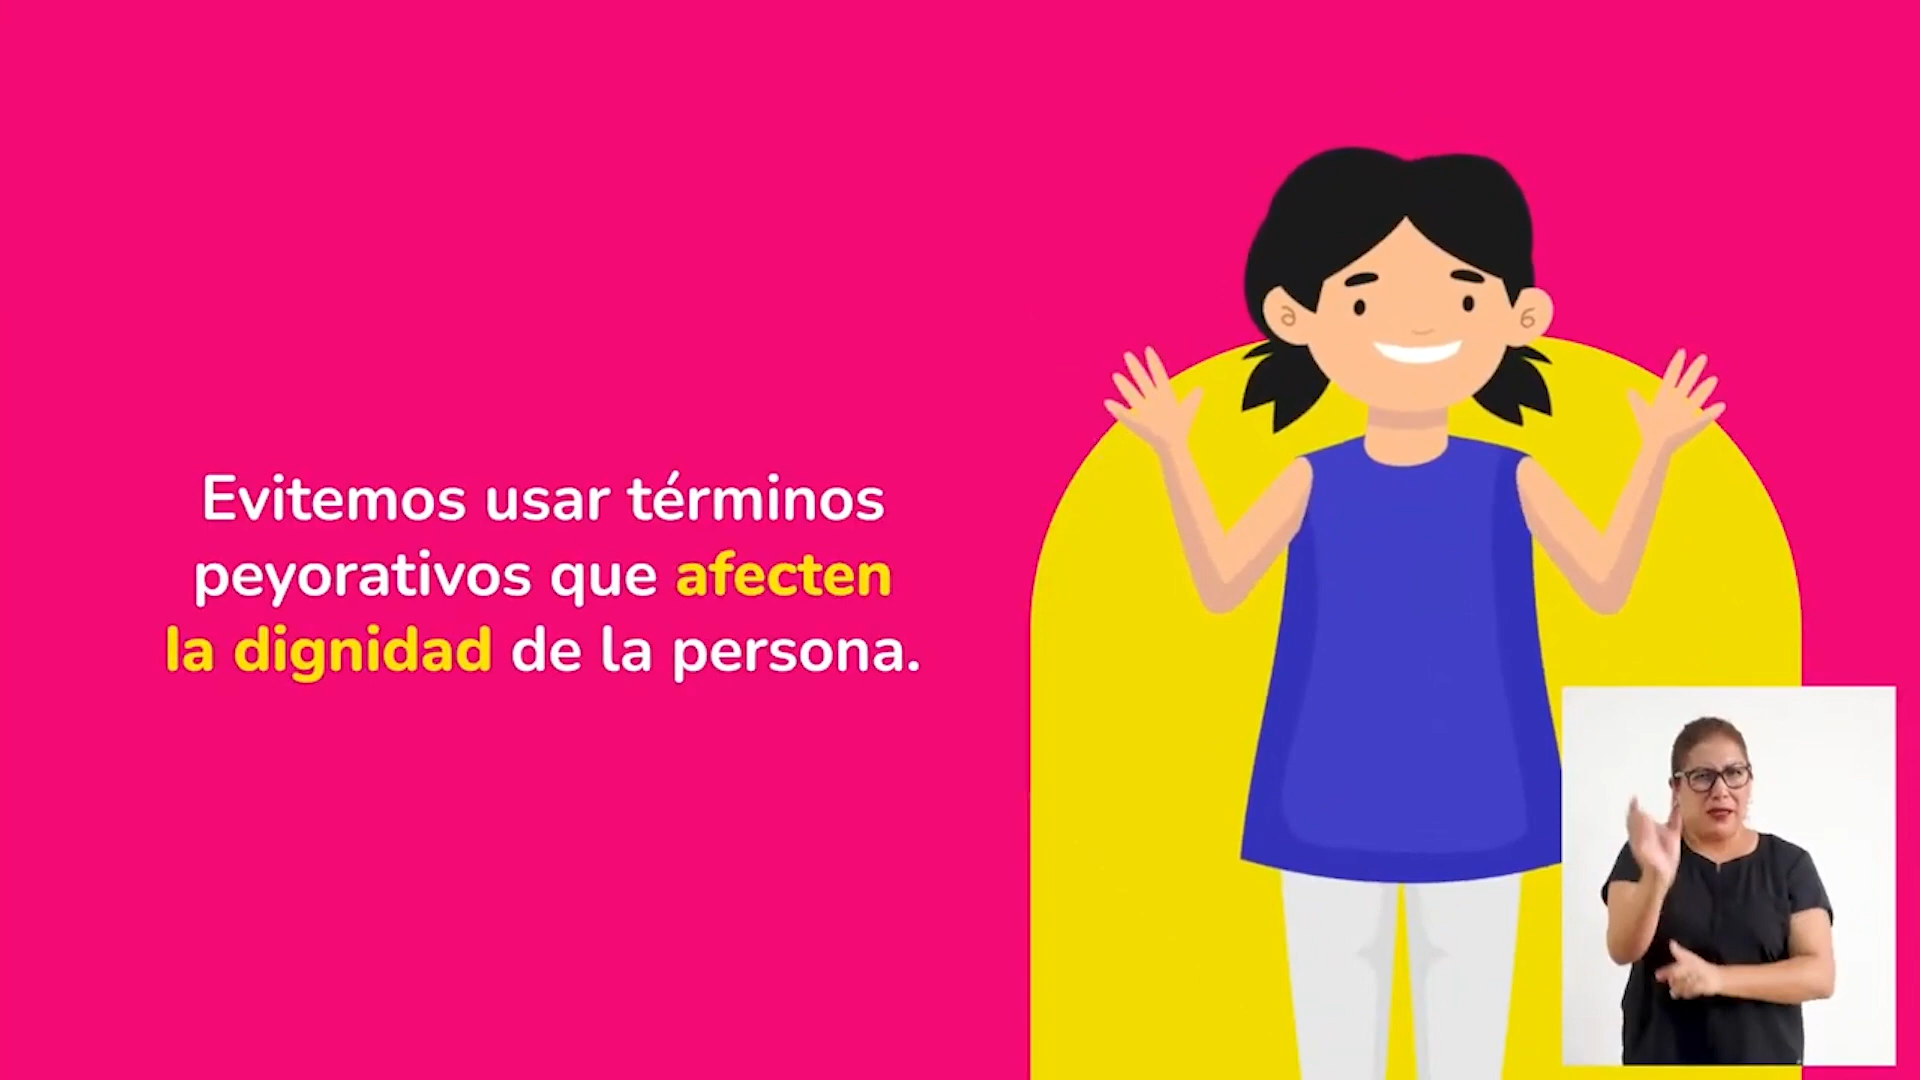 Evitemos usar términos
peyorativos que afecten
la dignidad de la persona.